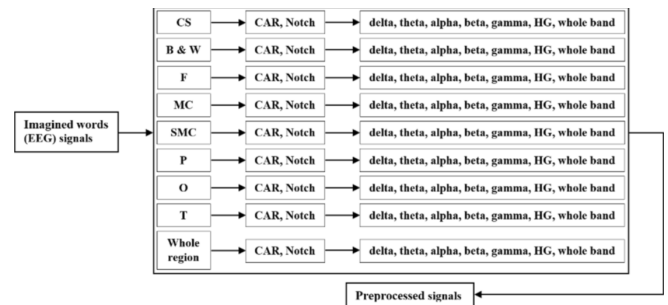 CS CAR, Notch delta, theta, alpha, beta, gamma, HG, whole band
B & W CAR, Notch delta, theta, alpha, beta, gamma, HG, whole band
F CAR, Notch delta, theta, alpha, beta, gamma, HG, whole band
MC CAR, Notch delta, theta, alpha, beta, gamma, HG, whole band
Imagined words
(EEG) signals
SMC CAR, Notch delta, theta, alpha, beta, gamma, HG, whole band
P CAR, Notch delta, theta, alpha, beta, gamma, HG, whole band
O CAR, Notch delta, theta, alpha, beta, gamma, HG, whole band
T CAR, Notch delta, theta, alpha, beta, gamma, HG, whole band
Whole
region
CAR, Notch delta, theta, alpha, beta, gamma, HG, whole band
Preprocessed signals